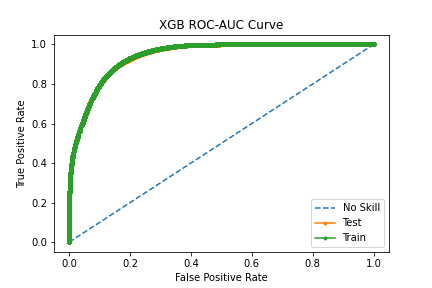 XGB ROC-AUC Curve
True Positive Rate
1.0
0.8
0.6
0.4
0.2
0.0
0.0 0.2 0.4 0.6 0.8 1.0
False Positive Rate
No Skill
Test
Train